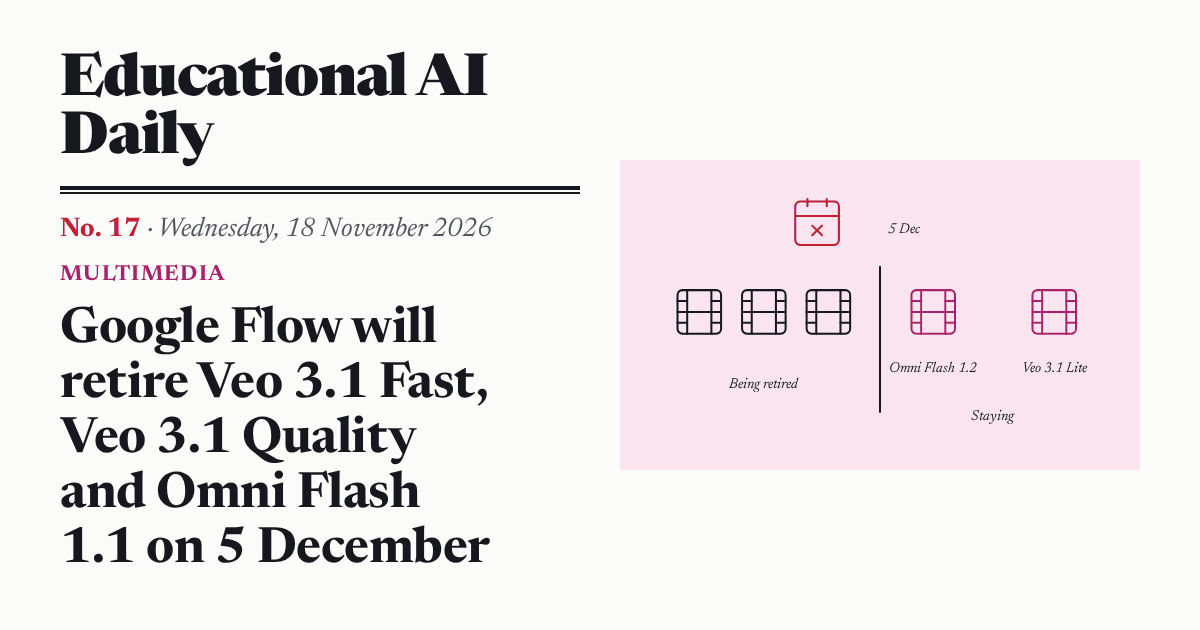 Educational AI
Daily
No. 17 · Wednesday, 18 November 2026
MULTIMEDIA
Google Flow will
retire Veo 3.1 Fast,
Veo 3.1 Quality
and Omni Flash
1.1 on 5 December
5 Dec
Being retired
Omni Flash 1.2
Veo 3.1 Lite
Staying